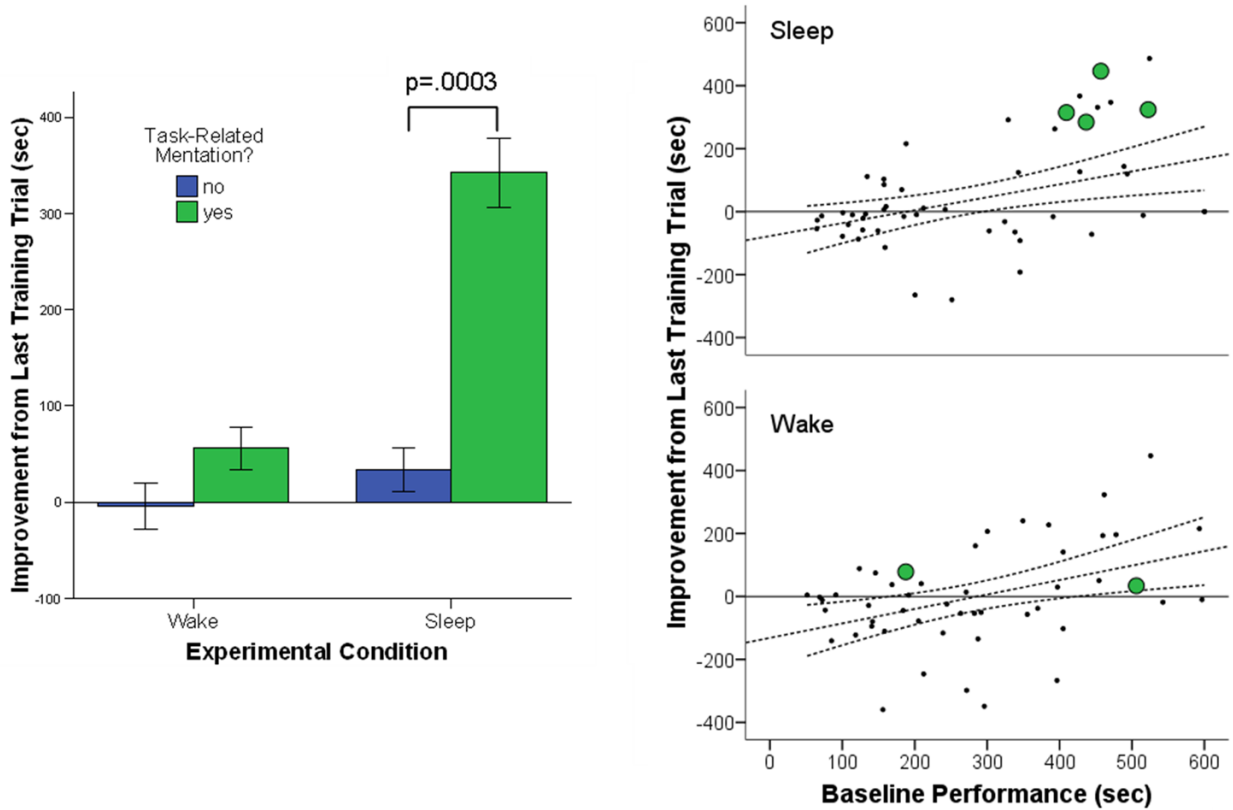 p=.0003
Task-Related
Mentation?
no
yes
400
300
200
100
0
-100
Wake
Sleep
Experimental Condition
Improvement from Last Training Trial (sec)
Sleep
600
400
200
0
-200
-400
Wake
600
400
200
0
-200
-400
0 100 200 300 400 500 600
Baseline Performance (sec)
Improvement from Last Training Trial (sec)